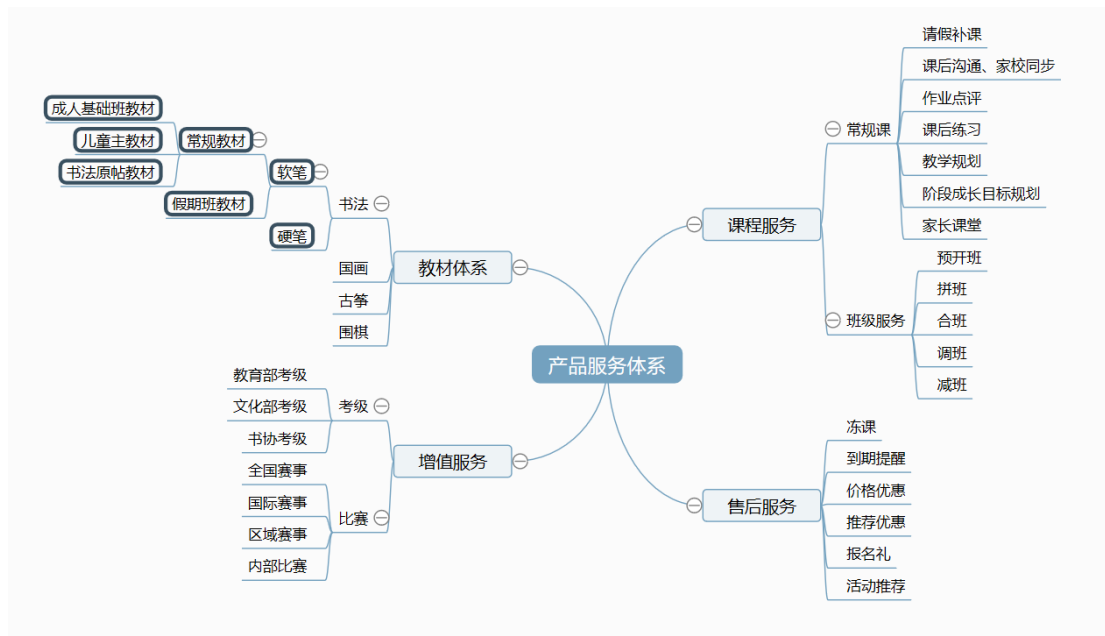 产品服务体系
课程服务
常规课
请假补课
课后沟通、家校同步
作业点评
课后练习
教学规划
阶段成长目标规划
家长课堂
班级服务
预开班
拼班
合班
调班
减班
售后服务
冻课
到期提醒
价格优惠
推荐优惠
报名礼
活动推荐
教材体系
书法
软笔
常规教材
成人基础班教材
儿童主教材
书法原帖教材
假期班教材
硬笔
国画
古筝
围棋
增值服务
考级
教育部考级
文化部考级
书协考级
比赛
全国赛事
国际赛事
区域赛事
内部比赛